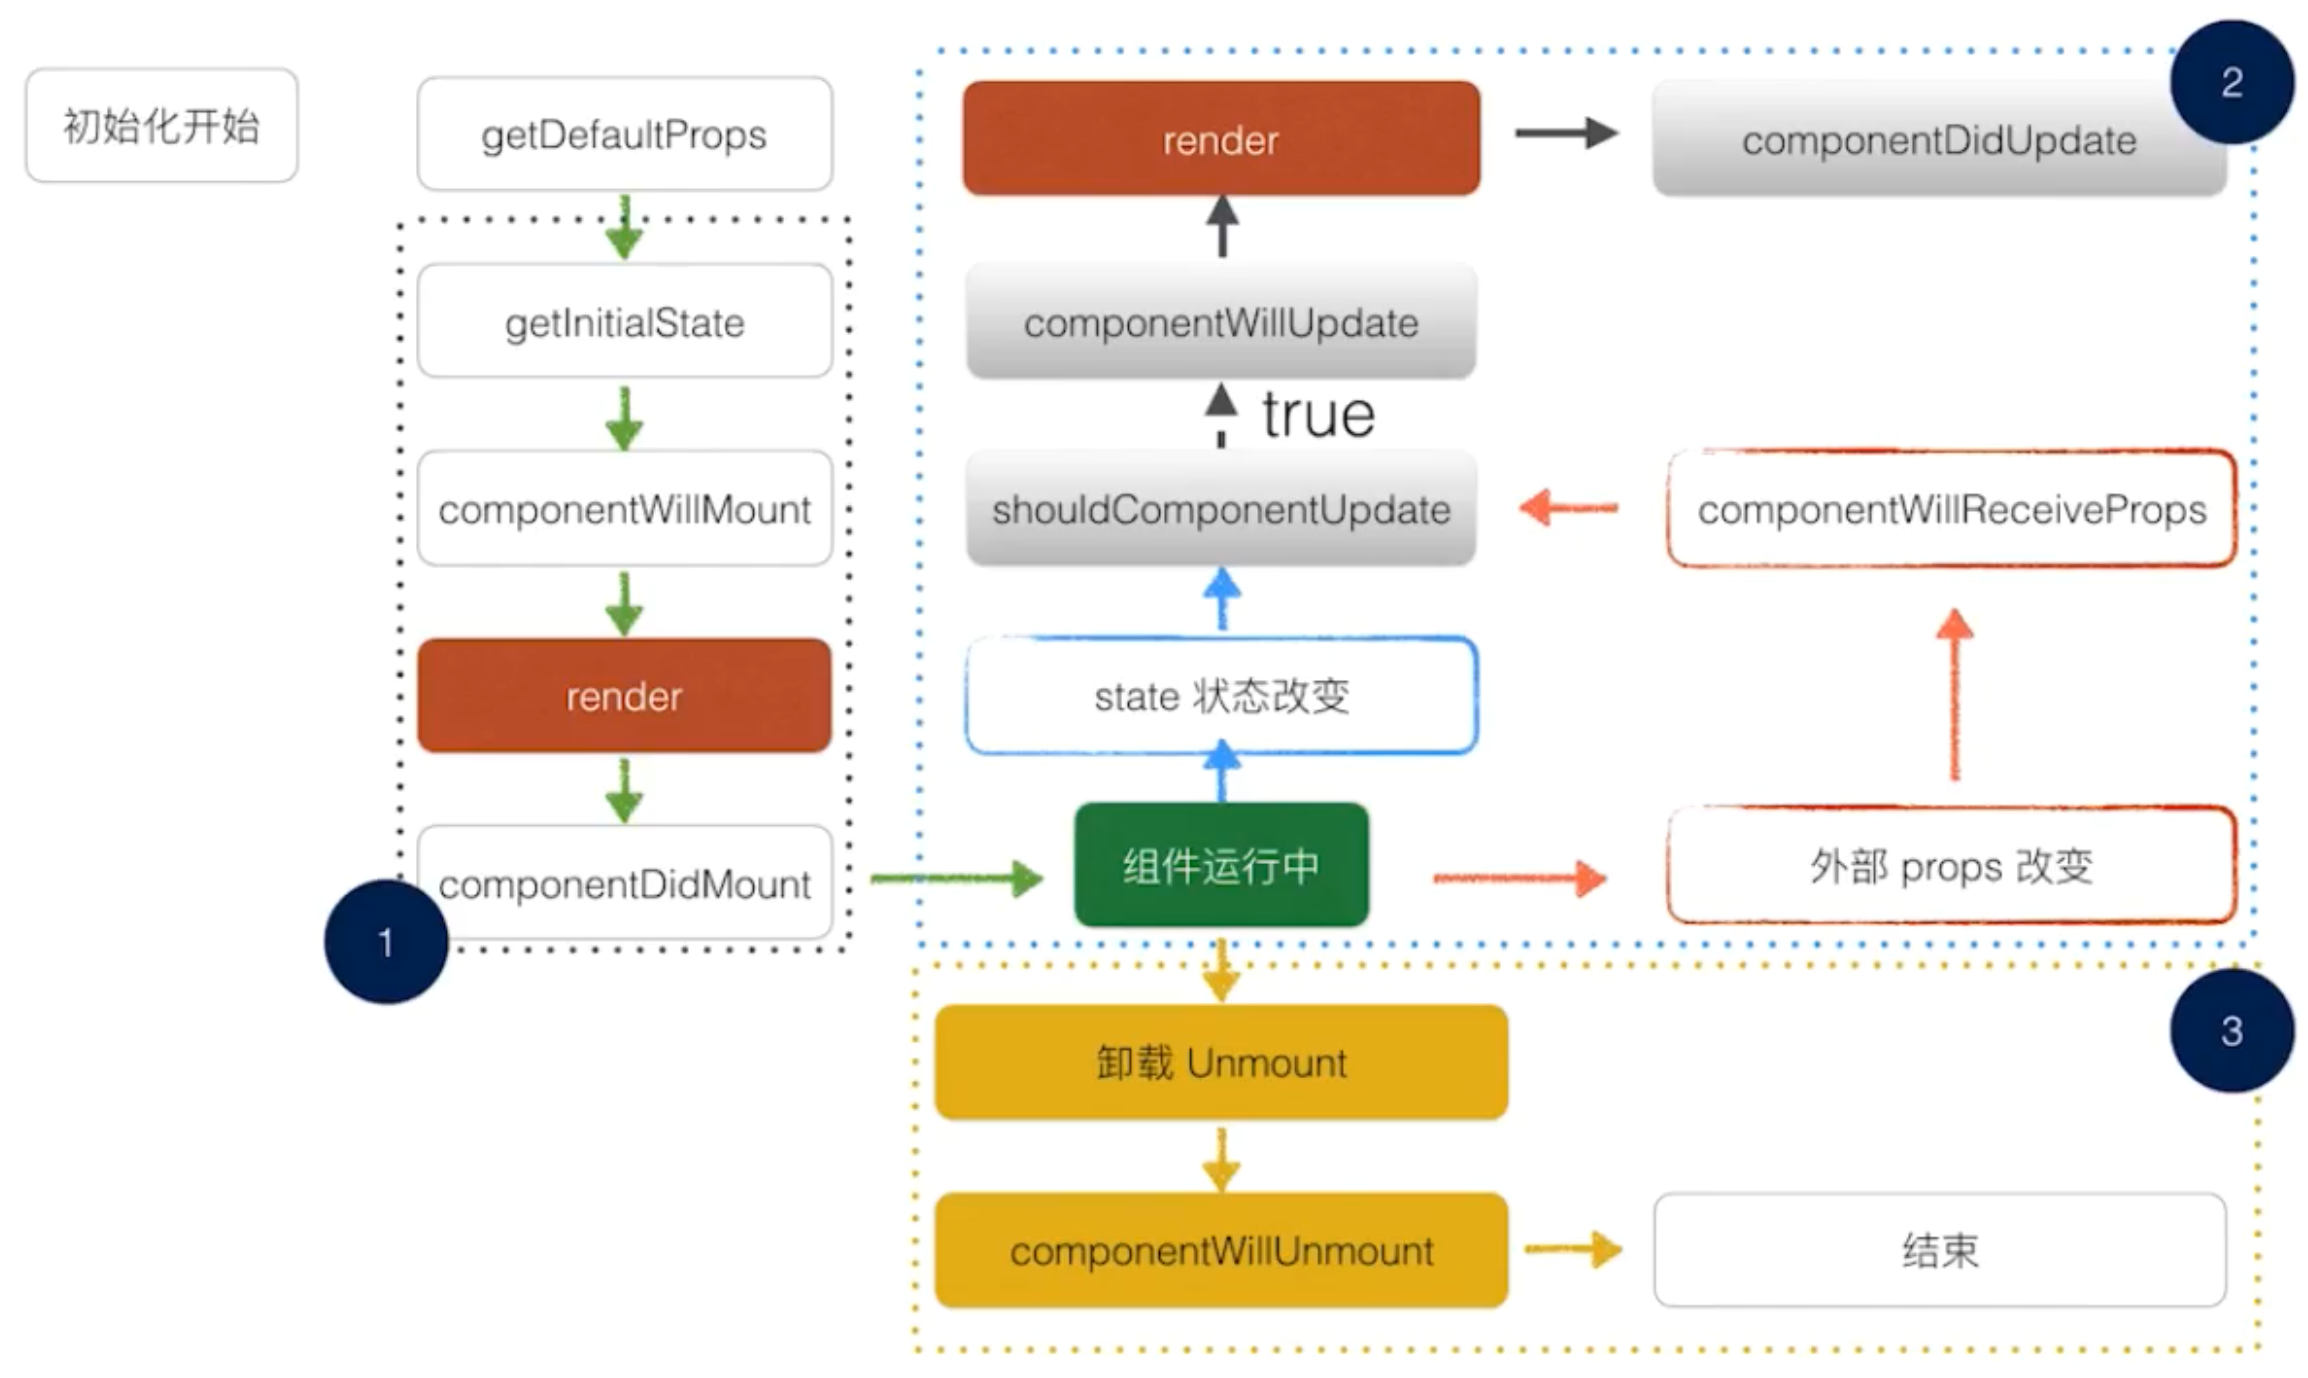 初始化开始
getDefaultProps
getInitialState
componentWillMount
render
componentDidMount
1
2
render
componentDidUpdate
componentWillUpdate
true
shouldComponentUpdate
componentWillReceiveProps
state 状态改变
组件运行中
外部 props 改变
3
卸载 Unmount
componentWillUnmount
结束